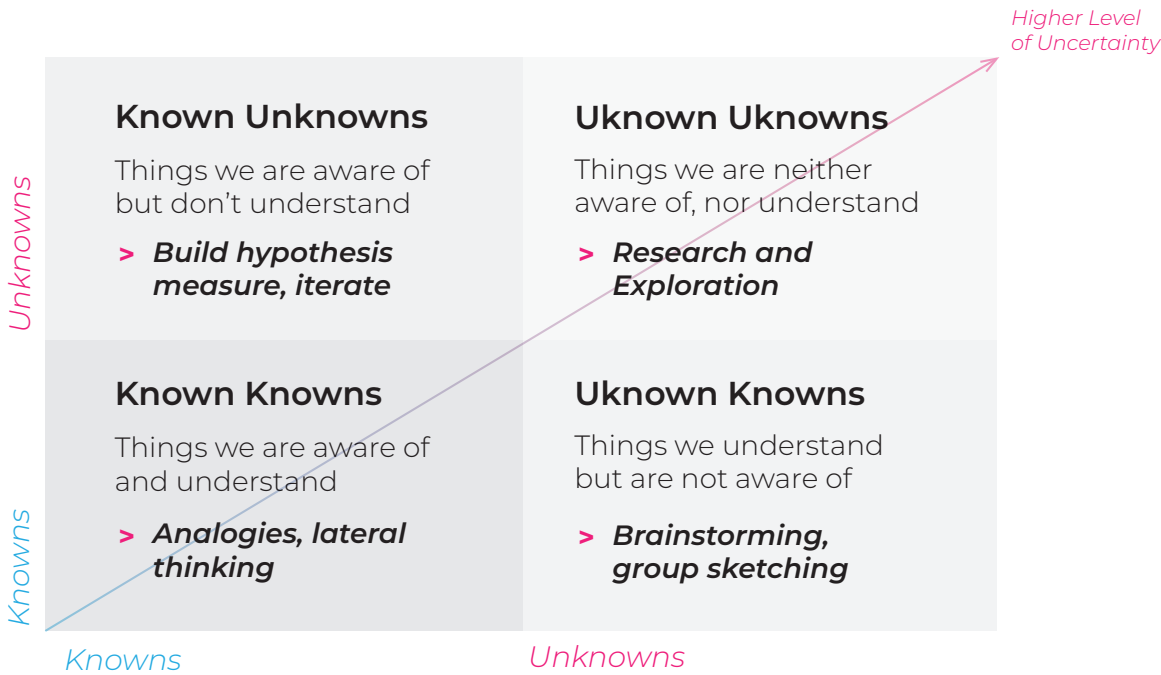 Higher Level
of Uncertainty
Known Unknowns
Things we are aware of
but don't understand
> Build hypothesis
measure, iterate
Uknown Uknowns
Things we are neither
aware of, nor understand
> Research and
Exploration
Unknowns
Known Knowns
Things we are aware of
and understand
> Analogies, lateral
thinking
Uknown Knowns
Things we understand
but are not aware of
> Brainstorming,
group sketching
Knowns
Knowns
Unknowns